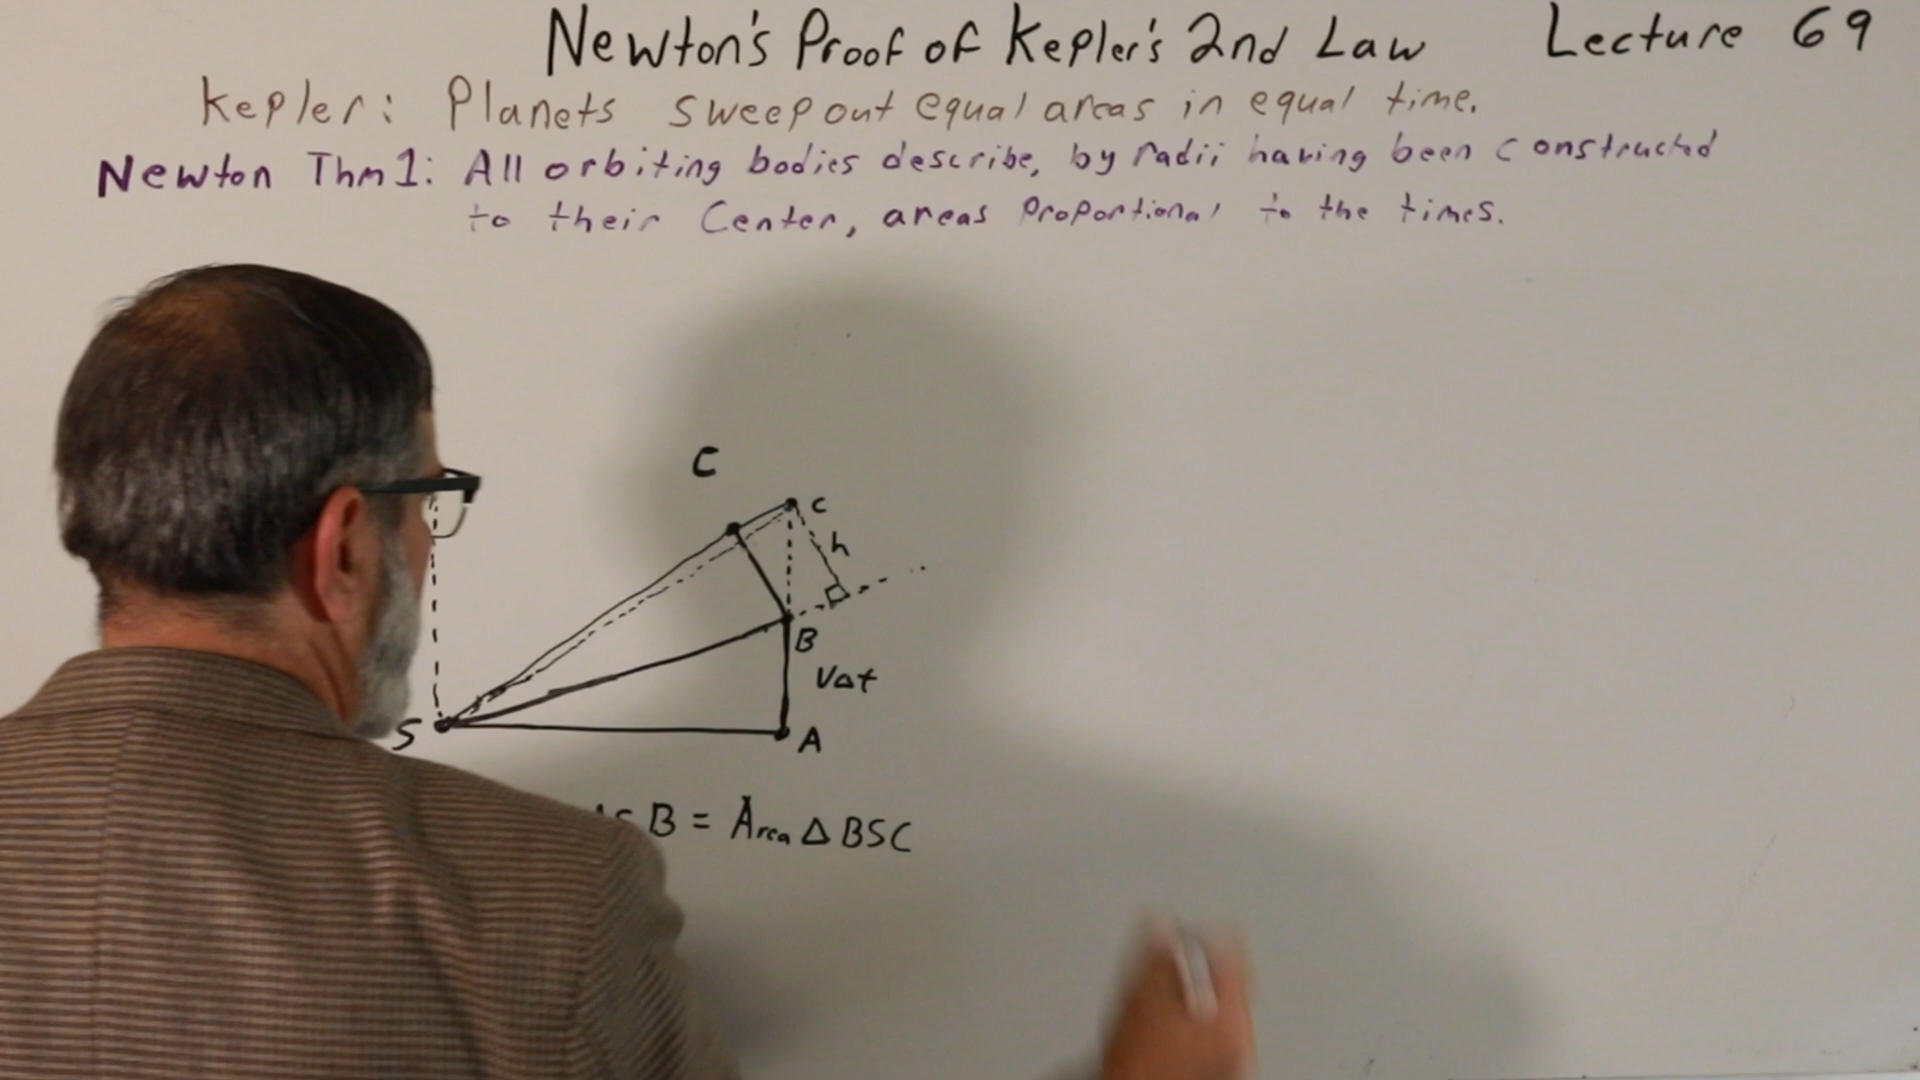 Newton's Proof of Kepler's 2nd Law Lecture 69
Kepler: Planets sweep out equal areas in equal time.
Newton Thm 1: All orbiting bodies describe, by radii having been constructed
to their Center, areas proportional to the times.
C
c
h
B
V∆t
S
A
B = Area ∆ BSC